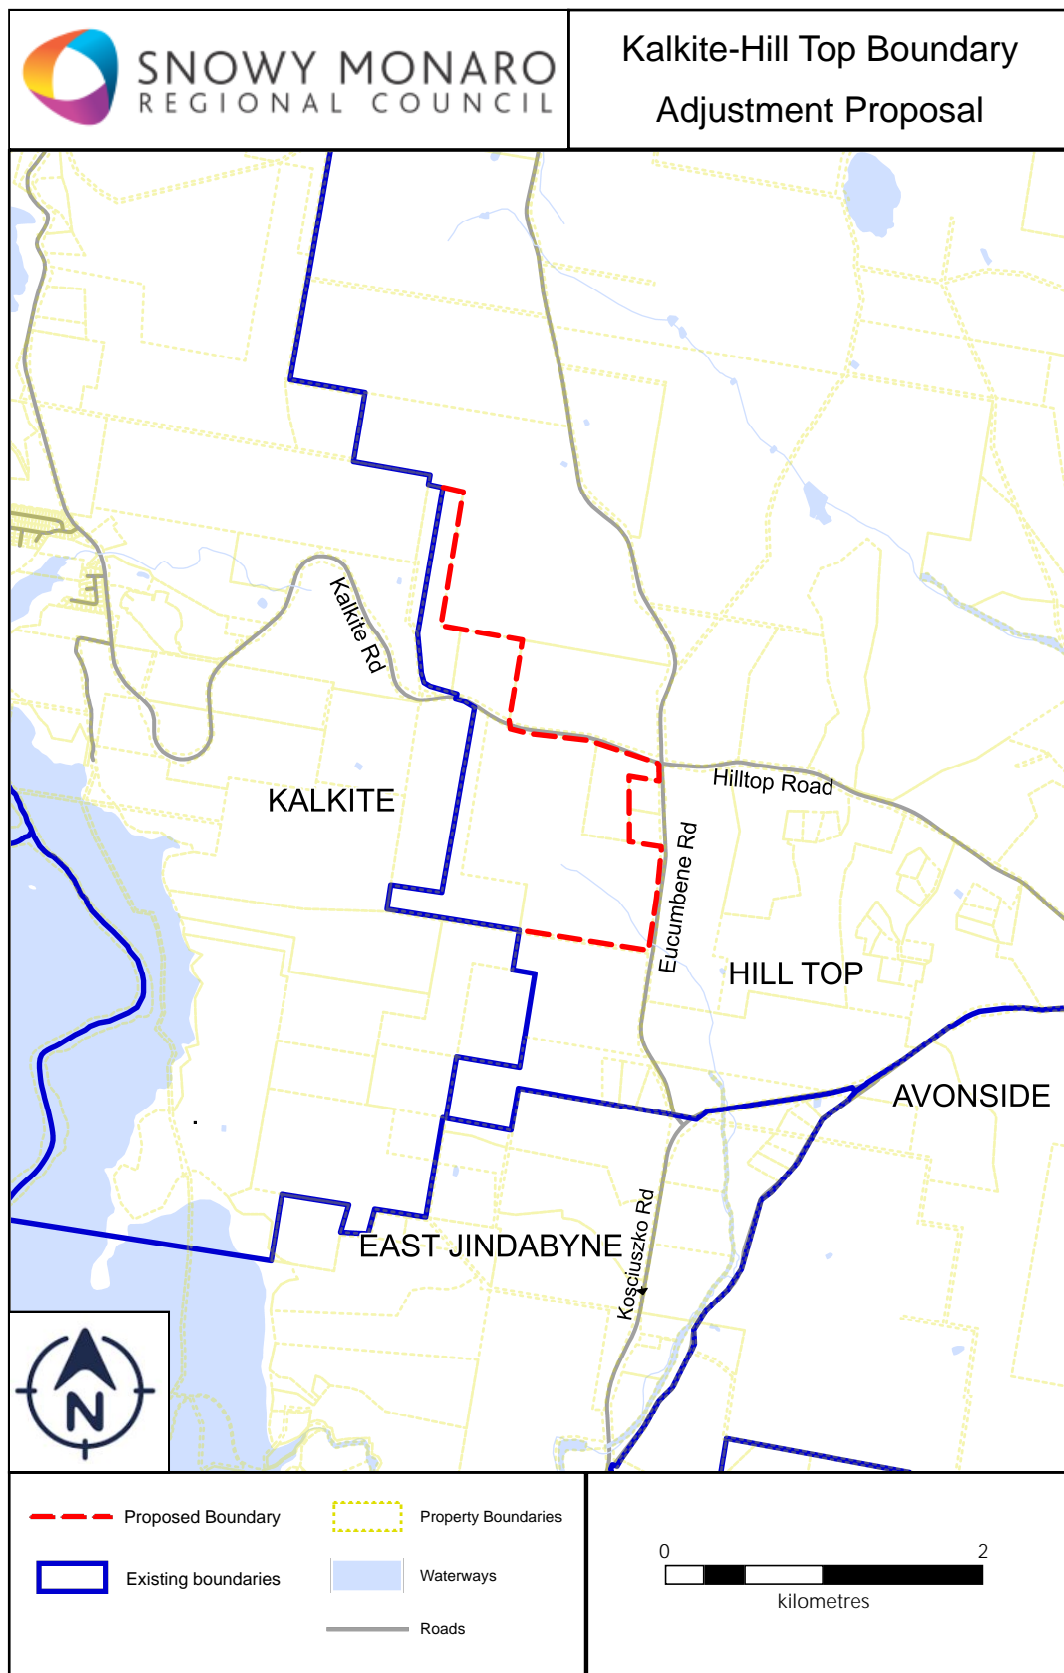 SNOWY MONARO
REGIONAL COUNCIL
Kalkite-Hill Top Boundary
Adjustment Proposal
Kalkite Rd
KALKITE
Hilltop Road
Eucumbene Rd
HILL TOP
AVONSIDE
EAST JINDABYNE
Kosciuszko Rd
N
Proposed Boundary
Property Boundaries
Existing boundaries
Waterways
Roads
0 2
kilometres